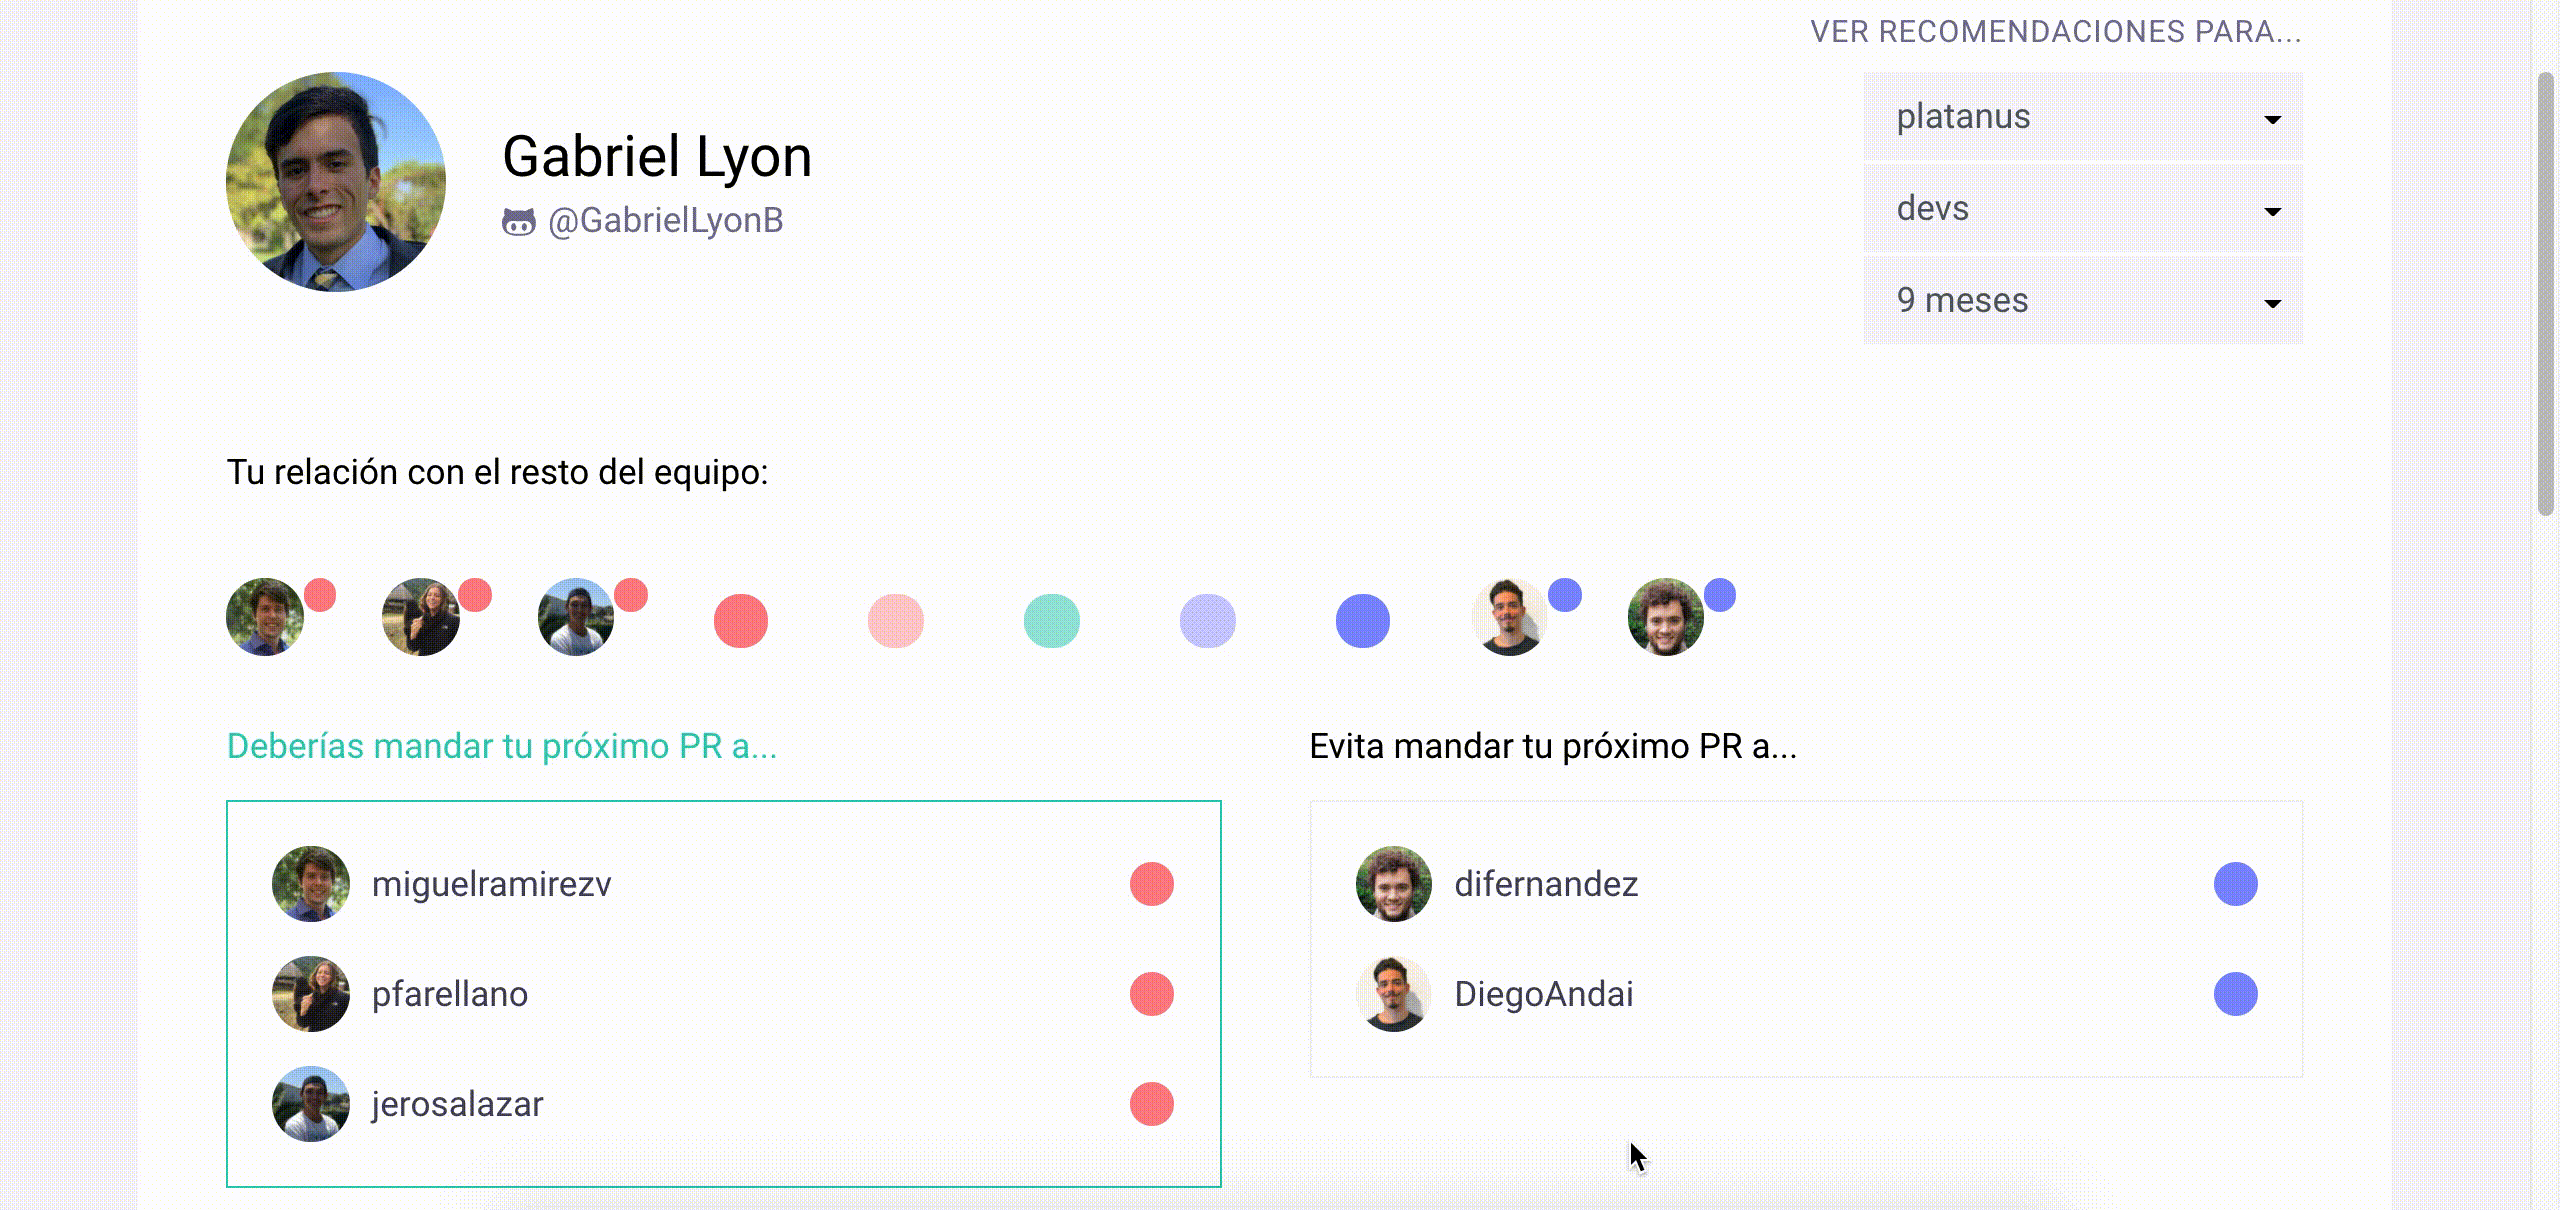 VER RECOMENDACIONES PARA...
platanus
devs
9 meses
Gabriel Lyon
@GabrielLyonB
Tu relación con el resto del equipo:
Deberías mandar tu próximo PR a...
miguelramirezv
pfarellano
jerosalazar
Evita mandar tu próximo PR a...
difernandez
DiegoAndai